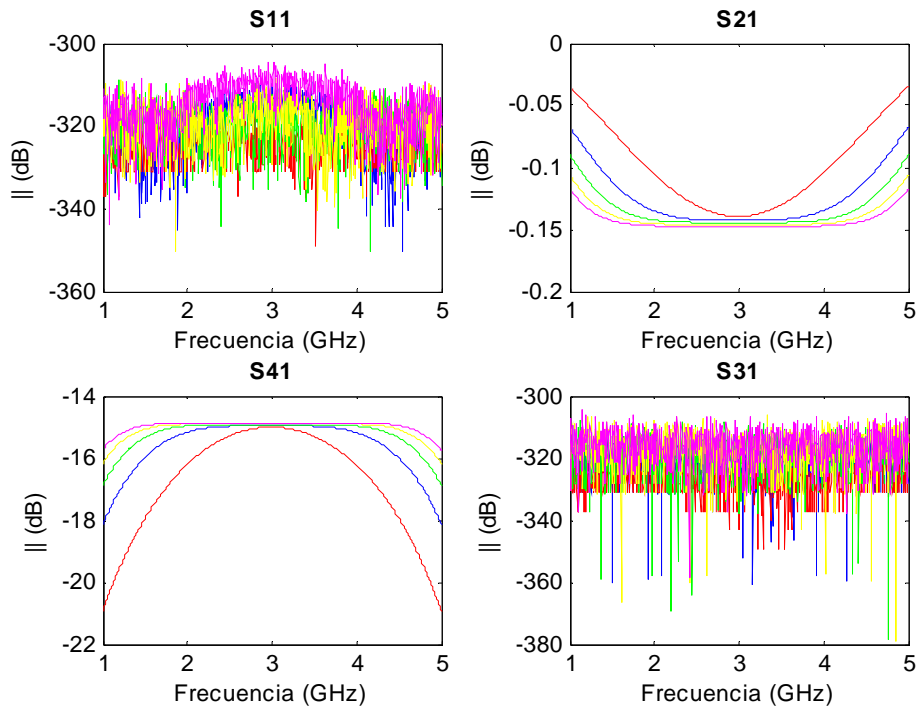 S11
-300
-320
-340
-360
|| (dB)
1 2 3 4 5
Frecuencia (GHz)
S21
0
-0.05
-0.1
-0.15
-0.2
|| (dB)
1 2 3 4 5
Frecuencia (GHz)
S41
-14
-16
-18
-20
-22
|| (dB)
1 2 3 4 5
Frecuencia (GHz)
S31
-300
-320
-340
-360
-380
|| (dB)
1 2 3 4 5
Frecuencia (GHz)